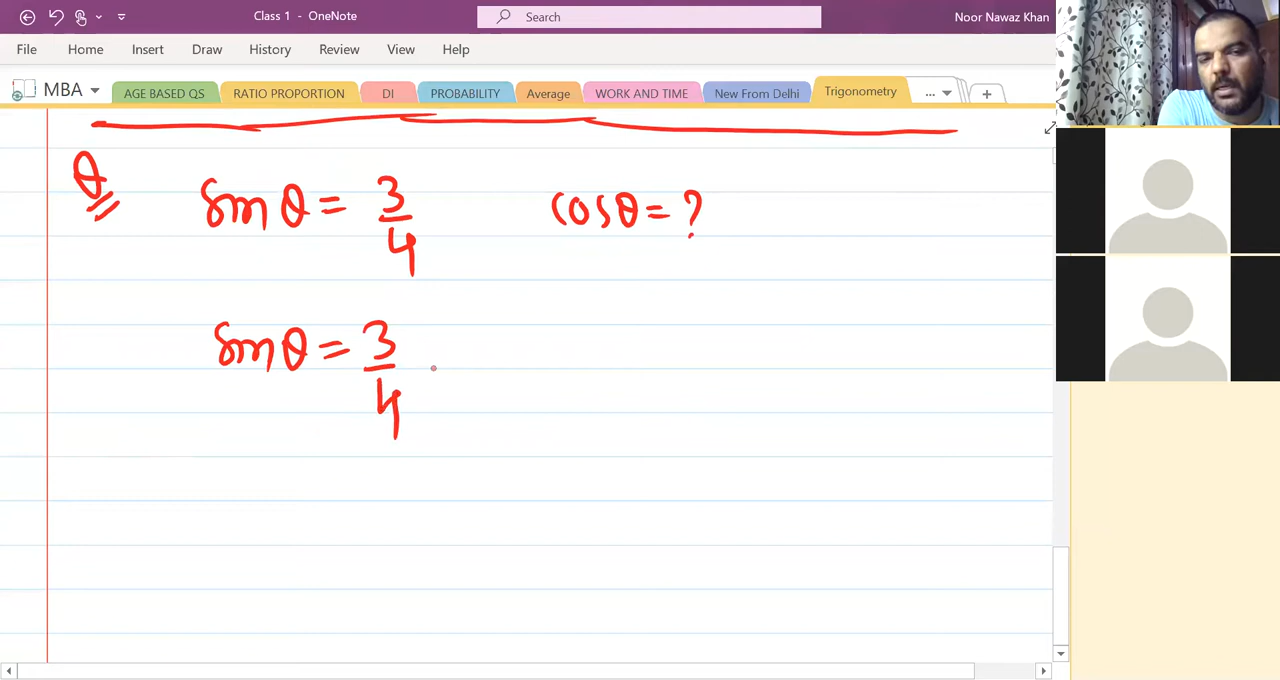 Class 1 - OneNote
Search
Noor Nawaz Khan
File Home Insert Draw History Review View Help
MBA AGE BASED QS RATIO PROPORTION DI PROBABILITY Average WORK AND TIME New From Delhi Trigonometry ... +
Q sin θ = 3/4 cos θ = ?
sin θ = 3/4